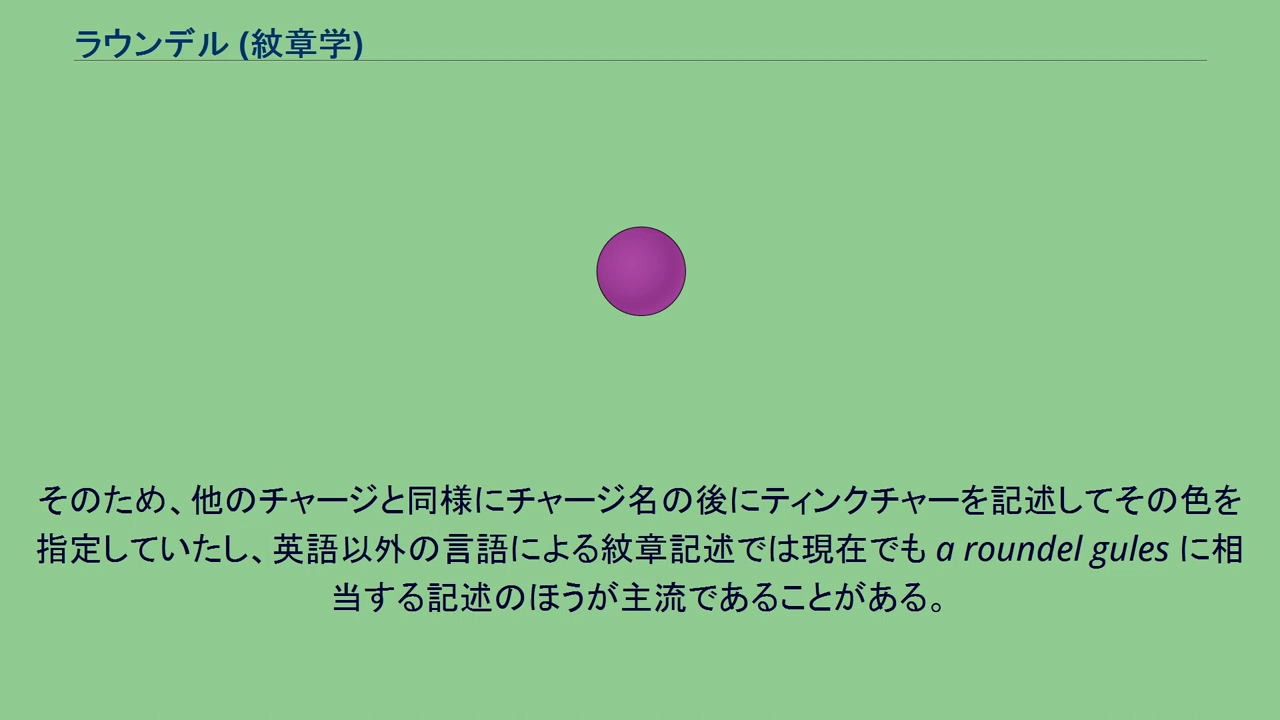 ラウンデル (紋章学)
そのため、他のチャージと同様にチャージ名の後にティンクチャーを記述してその色を
指定していたし、英語以外の言語による紋章記述では現在でも a roundel gules に相
当する記述のほうが主流であることがある。